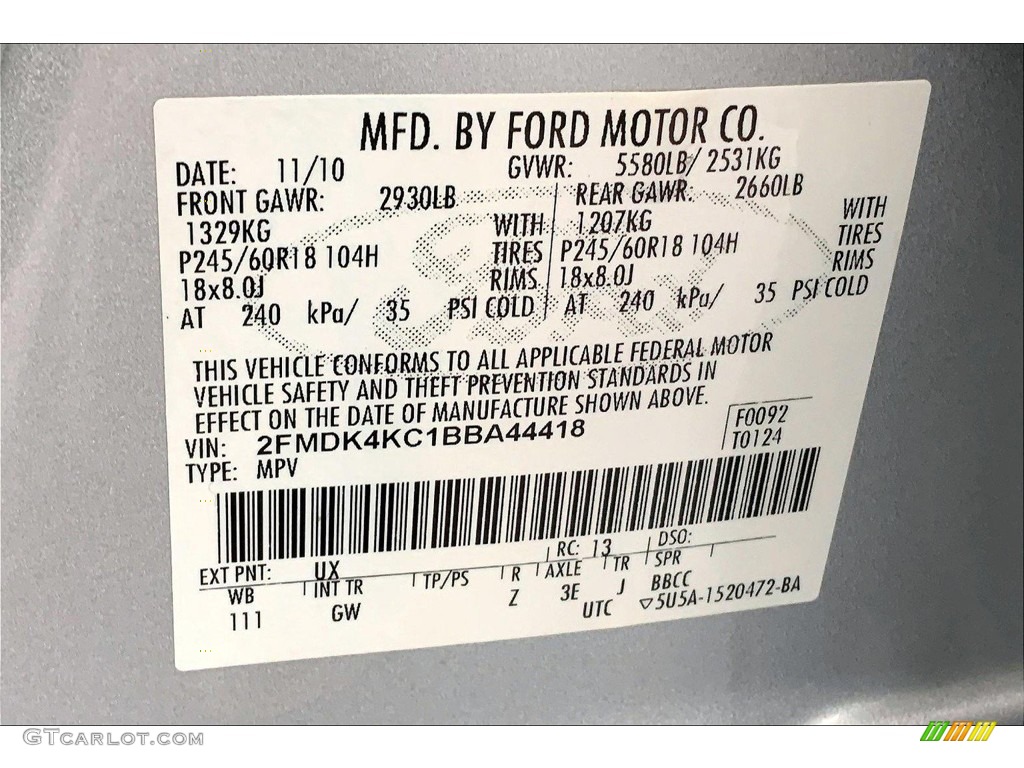 MFD. BY FORD MOTOR CO.
DATE: 11/10 GVWR: 5580LB/ 2531KG
FRONT GAWR: 2930LB REAR GAWR: 2660LB
1329KG WITH 1207KG WITH
P245/60R18 104H TIRES P245/60R18 104H TIRES
18x8.0J RIMS 18x8.0J RIMS
AT 240 kPa/ 35 PSI COLD AT 240 kPa/ 35 PSI COLD
THIS VEHICLE CONFORMS TO ALL APPLICABLE FEDERAL MOTOR
VEHICLE SAFETY AND THEFT PREVENTION STANDARDS IN
EFFECT ON THE DATE OF MANUFACTURE SHOWN ABOVE.
VIN: 2FMDK4KC1BBA44418 F0092
TYPE: MPV T0124
EXT PNT: UX RC: 13 DSO:
WB INT TR TP/PS R AXLE TR SPR
111 GW Z 3E J BBCC
UTC ▽5U5A-1520472-BA
GTCARLOT.COM